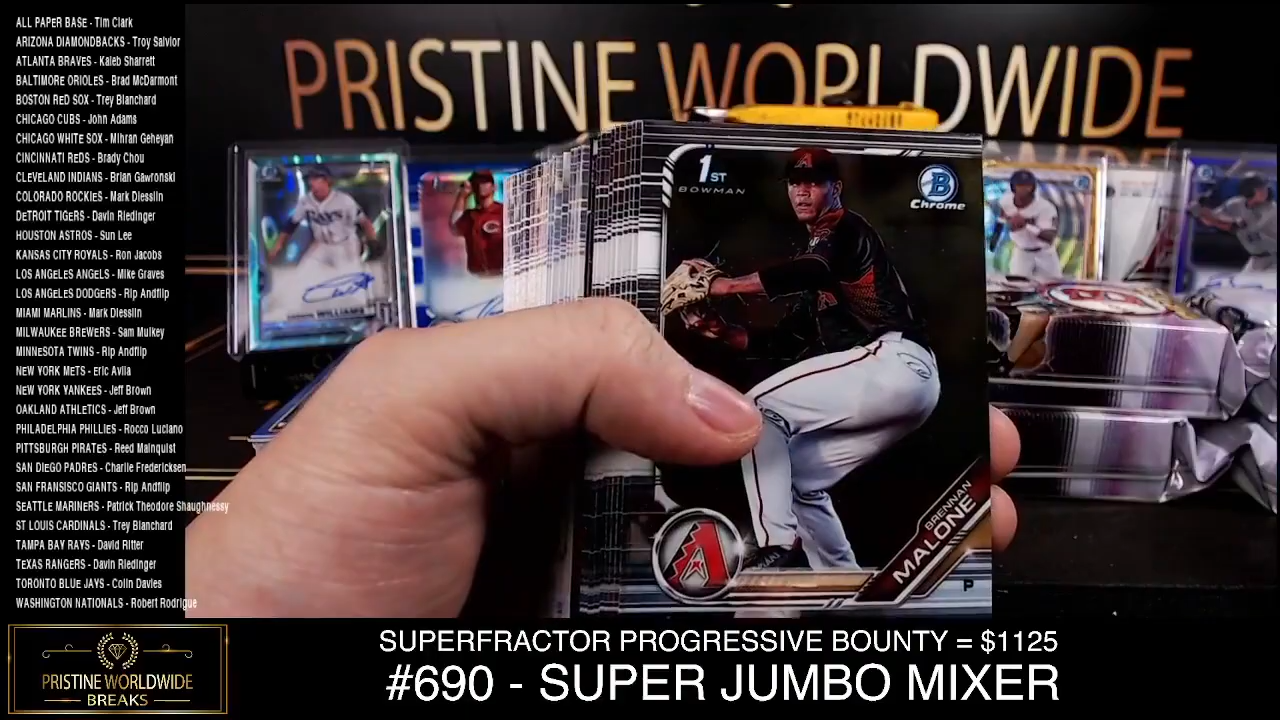 ALL PAPER BASE - Tim Clark
ARIZONA DIAMONDBACKS - Troy Salvior
ATLANTA BRAVES - Kaleb Sharrett
BALTIMORE ORIOLES - Brad McDarmont
BOSTON RED SOX - Trey Blanchard
CHICAGO CUBS - John Adams
CHICAGO WHITE SOX - Mihran Geheyan
CINCINNATI REDS - Brady Chou
CLEVELAND INDIANS - Brian Gawronski
COLORADO ROCKIES - Mark Diesslin
DETROIT TIGERS - Davin Riedinger
HOUSTON ASTROS - Sun Lee
KANSAS CITY ROYALS - Ron Jacobs
LOS ANGELES ANGELS - Mike Graves
LOS ANGELES DODGERS - Rip Andflip
MIAMI MARLINS - Mark Diesslin
MILWAUKEE BREWERS - Sam Mulkey
MINNESOTA TWINS - Rip Andflip
NEW YORK METS - Eric Avila
NEW YORK YANKEES - Jeff Brown
OAKLAND ATHLETICS - Jeff Brown
PHILADELPHIA PHILLIES - Rocco Luciano
PITTSBURGH PIRATES - Reed Mainquist
SAN DIEGO PADRES - Charlie Fredericksen
SAN FRANSISCO GIANTS - Rip Andflip
SEATTLE MARINERS - Patrick Theodore Shaughnessy
ST LOUIS CARDINALS - Trey Blanchard
TAMPA BAY RAYS - David Ritter
TEXAS RANGERS - Davin Riedinger
TORONTO BLUE JAYS - Colin Davies
WASHINGTON NATIONALS - Robert Rodrigue
PRISTINE WORLDWIDE
1ST
BOWMAN
B
Chrome
RAYS
WILLIAMS
BRENNAN
MALONE
P
PRISTINE WORLDWIDE
BREAKS
SUPERFRACTOR PROGRESSIVE BOUNTY = $1125
#690 - SUPER JUMBO MIXER